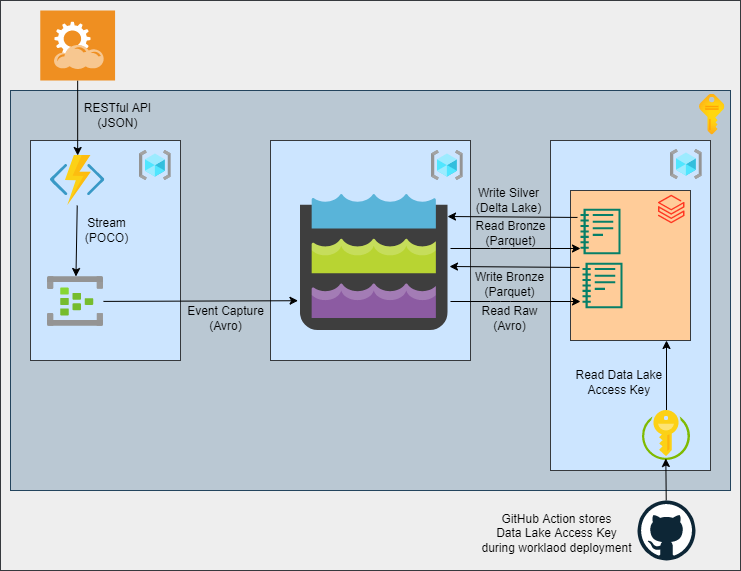 RESTful API
(JSON)
Stream
(POCO)
Event Capture
(Avro)
Write Silver
(Delta Lake)
Read Bronze
(Parquet)
Write Bronze
(Parquet)
Read Raw
(Avro)
Read Data Lake
Access Key
GitHub Action stores
Data Lake Access Key
during worklaod deployment